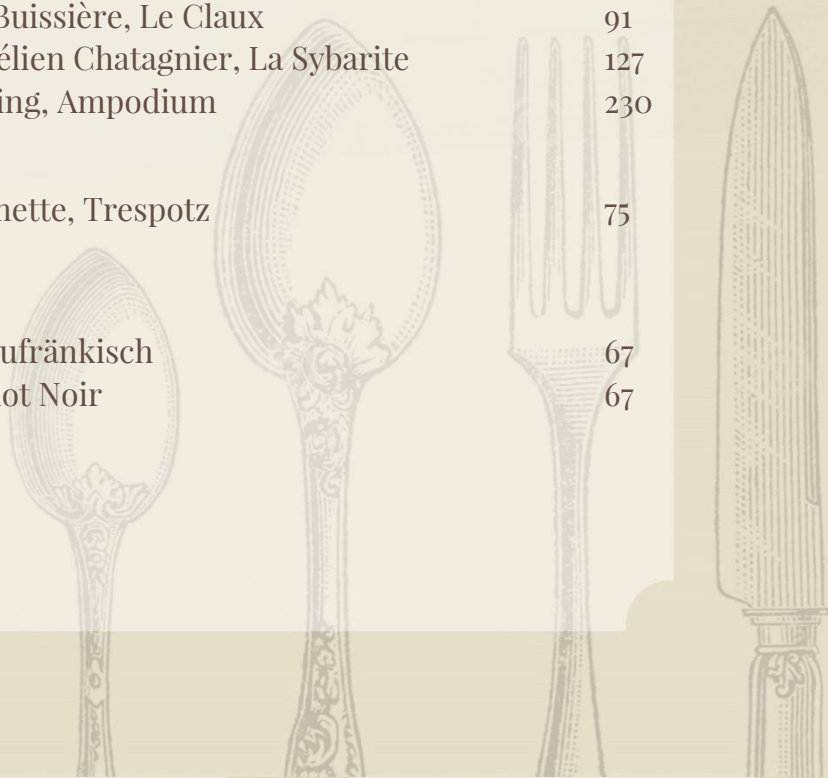 Buissière, Le Claux 91
élien Chatagnier, La Sybarite 127
ing, Ampodium 230
nette, Trespotz 75
ufränkisch 67
ot Noir 67